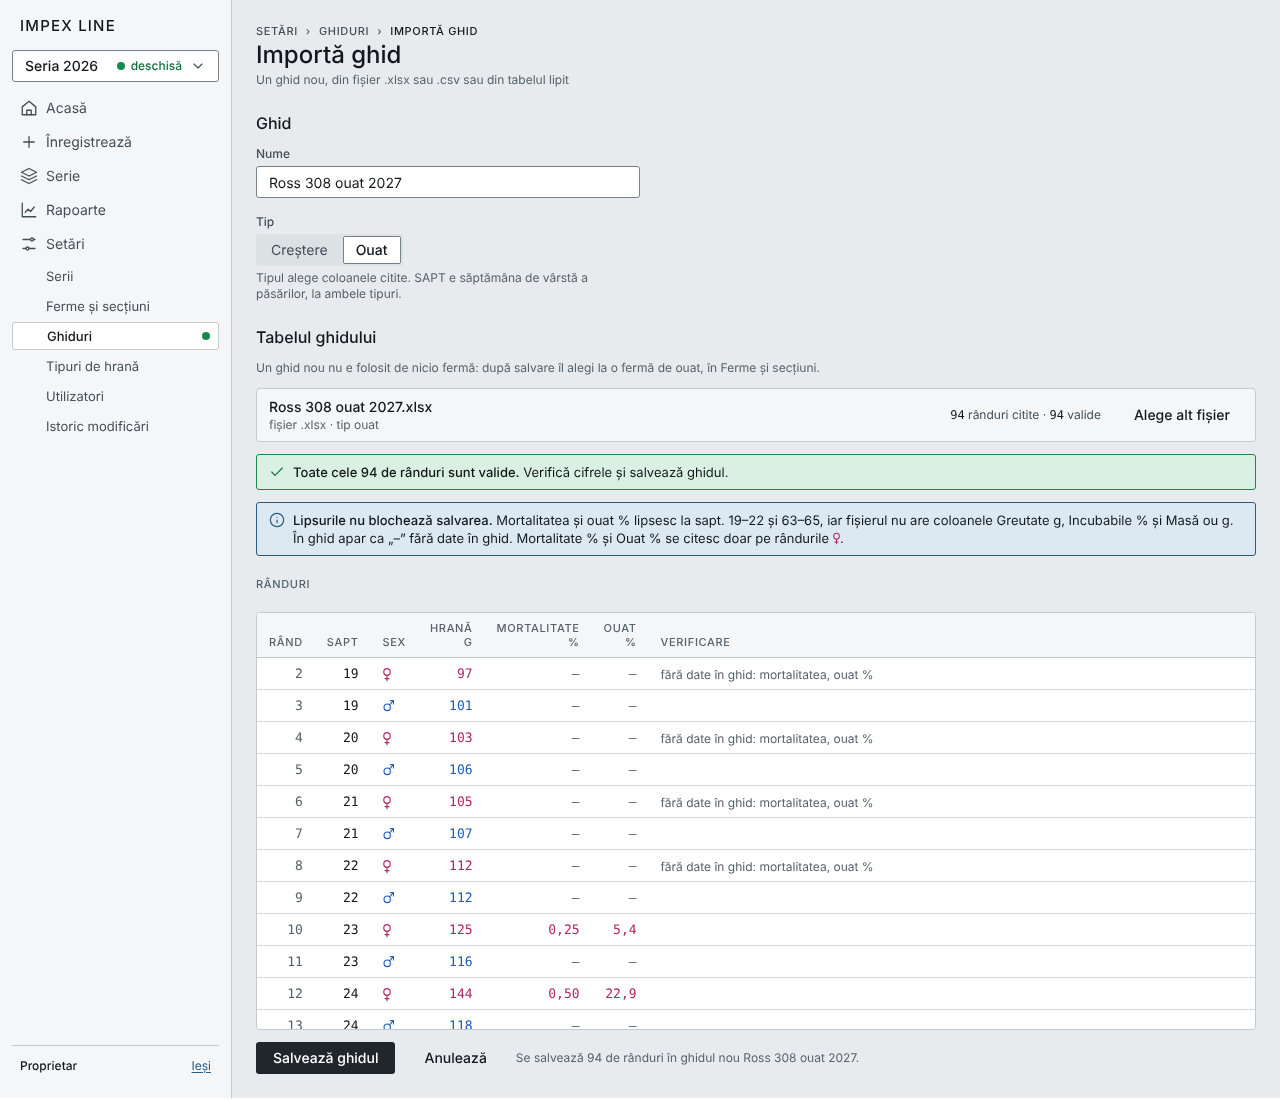 IMPEX LINE
Seria 2026 deschisă
Acasă
Înregistrează
Serie
Rapoarte
Setări
Serii
Ferme și secțiuni
Ghiduri
Tipuri de hrană
Utilizatori
Istoric modificări
Proprietar Ieși
SETĂRI › GHIDURI › IMPORTĂ GHID
Importă ghid
Un ghid nou, din fișier .xlsx sau .csv sau din tabelul lipit
Ghid
Nume
Ross 308 ouat 2027
Tip
Creștere Ouat
Tipul alege coloanele citite. SAPT e săptămâna de vârstă a
păsărilor, la ambele tipuri.
Tabelul ghidului
Un ghid nou nu e folosit de nicio fermă: după salvare îl alegi la o fermă de ouat, în Ferme și secțiuni.
Ross 308 ouat 2027.xlsx
fișier .xlsx · tip ouat
94 rânduri citite · 94 valide Alege alt fișier
Toate cele 94 de rânduri sunt valide. Verifică cifrele și salvează ghidul.
Lipsurile nu blochează salvarea. Mortalitatea și ouat % lipsesc la sapt. 19–22 și 63–65, iar fișierul nu are coloanele Greutate g, Incubabile % și Masă ou g.
În ghid apar ca „–” fără date în ghid. Mortalitate % și Ouat % se citesc doar pe rândurile ♀.
RÂNDURI
RÂND SAPT SEX HRANĂ G MORTALITATE % OUAT % VERIFICARE
2 19 ♀ 97 – – fără date în ghid: mortalitatea, ouat %
3 19 ♂ 101 – –
4 20 ♀ 103 – – fără date în ghid: mortalitatea, ouat %
5 20 ♂ 106 – –
6 21 ♀ 105 – – fără date în ghid: mortalitatea, ouat %
7 21 ♂ 107 – –
8 22 ♀ 112 – – fără date în ghid: mortalitatea, ouat %
9 22 ♂ 112 – –
10 23 ♀ 125 0,25 5,4
11 23 ♂ 116 – –
12 24 ♀ 144 0,50 22,9
13 24 ♂ 118 – –
Salvează ghidul Anulează Se salvează 94 de rânduri în ghidul nou Ross 308 ouat 2027.